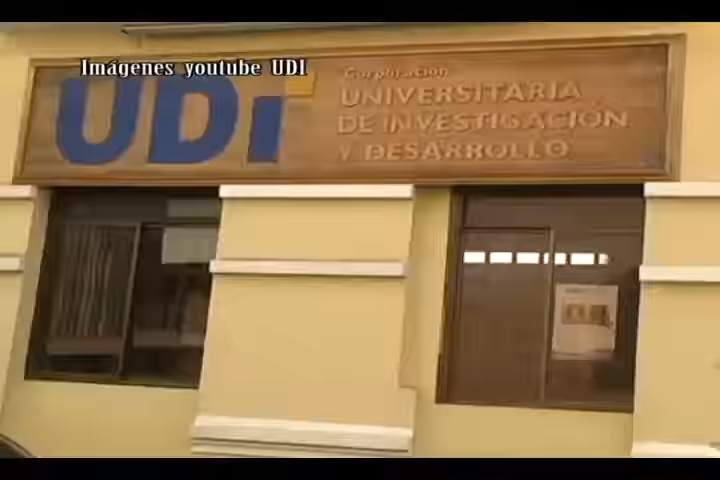 Imágenes youtube UDI
UDi
Corporación
UNIVERSITARIA
DE INVESTIGACIÓN
Y DESARROLLO